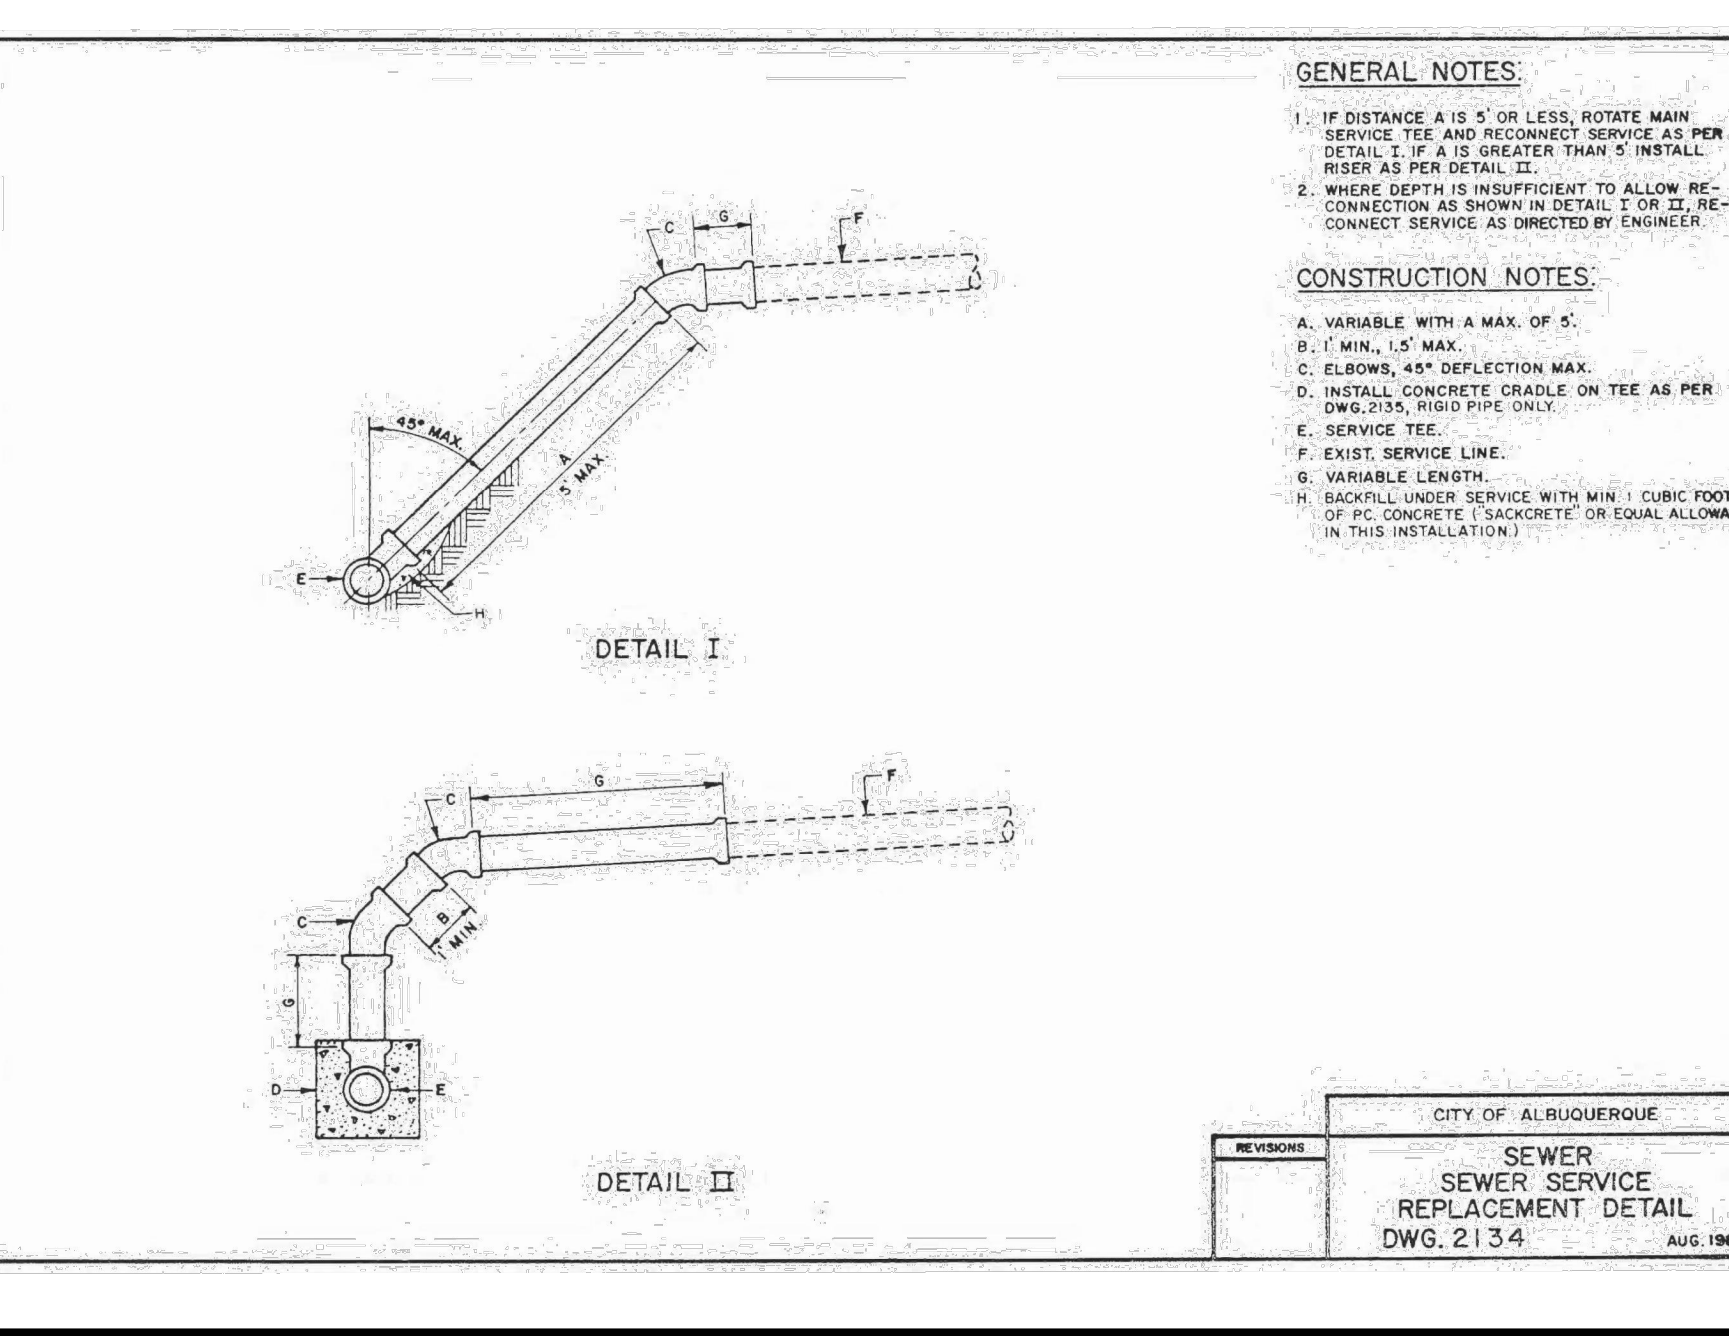 GENERAL NOTES:
1. IF DISTANCE A IS 5' OR LESS, ROTATE MAIN
SERVICE TEE AND RECONNECT SERVICE AS PER
DETAIL I. IF A IS GREATER THAN 5' INSTALL
RISER AS PER DETAIL II.
2. WHERE DEPTH IS INSUFFICIENT TO ALLOW RE-
CONNECTION AS SHOWN IN DETAIL I OR II, RE-
CONNECT SERVICE AS DIRECTED BY ENGINEER.
CONSTRUCTION NOTES:
A. VARIABLE WITH A MAX. OF 5'.
B. 1' MIN., 1.5' MAX.
C. ELBOWS, 45° DEFLECTION MAX.
D. INSTALL CONCRETE CRADLE ON TEE AS PER
DWG. 2135, RIGID PIPE ONLY.
E. SERVICE TEE.
F. EXIST. SERVICE LINE.
G. VARIABLE LENGTH.
H. BACKFILL UNDER SERVICE WITH MIN. 1 CUBIC FOOT
OF P.C. CONCRETE ("SACKCRETE" OR EQUAL
IN THIS INSTALLATION.)
C
G
F
45° MAX.
A
5' MAX.
E
H
DETAIL I
G
F
C
C
B
1' MIN.
G
D
E
DETAIL II
CITY OF ALBUQUERQUE
REVISIONS
SEWER
SEWER SERVICE
REPLACEMENT DETAIL
DWG. 2134
AUG.